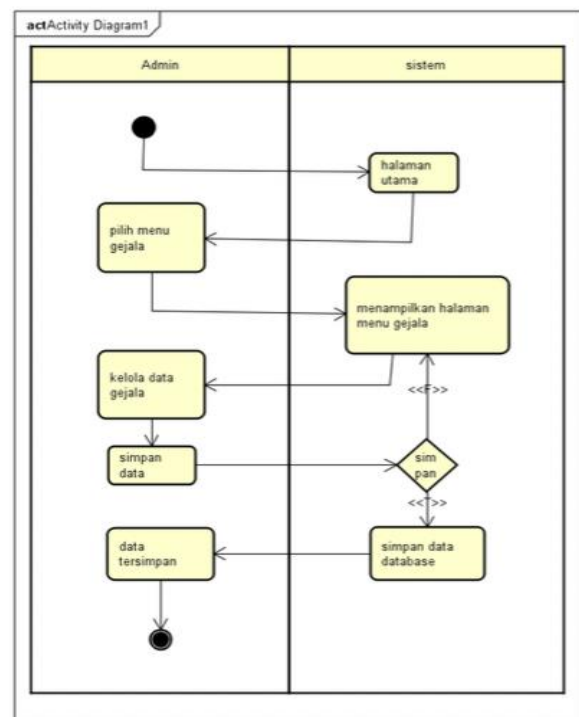 actActivity Diagram1
Admin
sistem
halaman
utama
pilih menu
gejala
menampilkan halaman
menu gejala
kelola data
gejala
<<F>>
simpan
data
sim
pan
<<T>>
data
tersimpan
simpan data
database